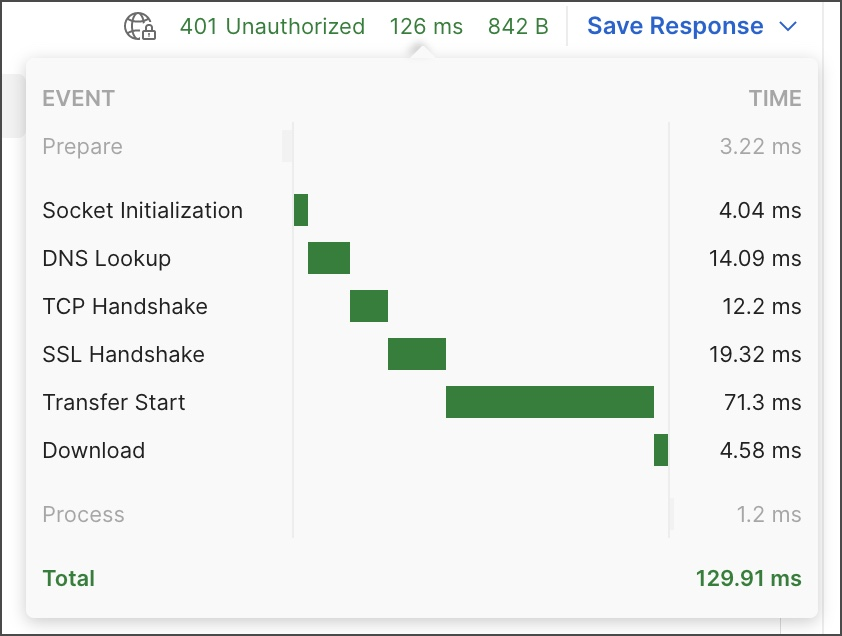 401 Unauthorized 126 ms 842 B Save Response
EVENT TIME
Prepare 3.22 ms
Socket Initialization 4.04 ms
DNS Lookup 14.09 ms
TCP Handshake 12.2 ms
SSL Handshake 19.32 ms
Transfer Start 71.3 ms
Download 4.58 ms
Process 1.2 ms
Total 129.91 ms